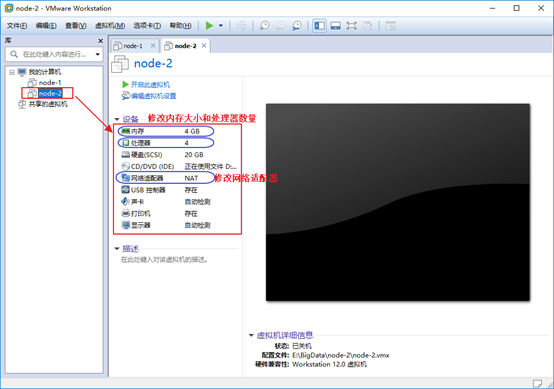 node-2 - VMware Workstation
文件(F) 编辑(E) 查看(V) 虚拟机(M) 选项卡(T) 帮助(H)
库
在此处键入内容进行...
我的计算机
node-1
node-2
共享的虚拟机
node-1
node-2
node-2
开启此虚拟机
编辑虚拟机设置
设备
修改内存大小和处理器数量
内存 4 GB
处理器 4
硬盘(SCSI) 20 GB
CD/DVD (IDE) 正在使用文件 D:...
网络适配器 NAT
修改网络适配器
USB 控制器 存在
声卡 自动检测
打印机 存在
显示器 自动检测
描述
在此处键入对该虚拟机的描述。
虚拟机详细信息
状态: 已关机
配置文件: E:\BigData\node-2\node-2.vmx
硬件兼容性: Workstation 12.0 虚拟机